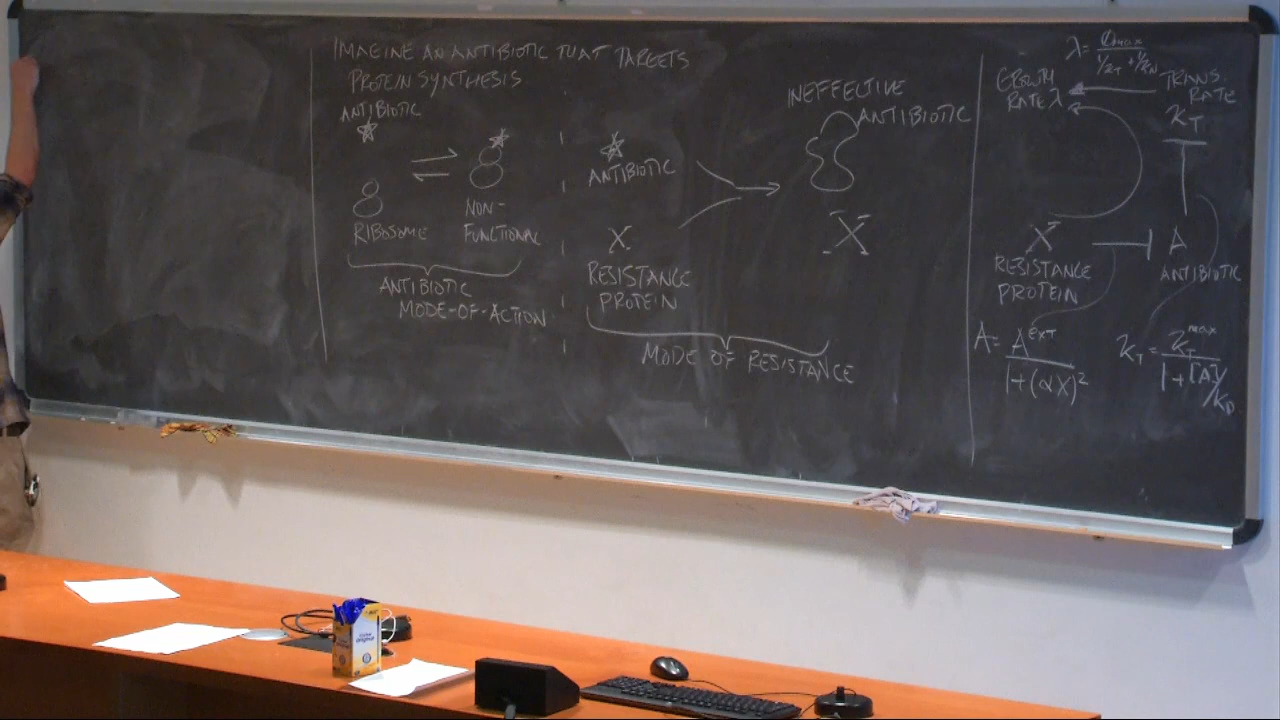 IMAGINE AN ANTIBIOTIC THAT TARGETS
PROTEIN SYNTHESIS
ANTIBIOTIC
RIBOSOME
NON-
FUNCTIONAL
ANTIBIOTIC
MODE-OF-ACTION
ANTIBIOTIC
X
RESISTANCE
PROTEIN
MODE OF RESISTANCE
INEFFECTIVE
ANTIBIOTIC
X
λ = Φmax / (1/KT + 1/KN)
GROWTH
RATE λ
TRANS.
RATE
KT
X
RESISTANCE
PROTEIN
A
ANTIBIOTIC
A = A^EXT / (1+(αX)²)
KT = KT^max / (1+[A]/KD)